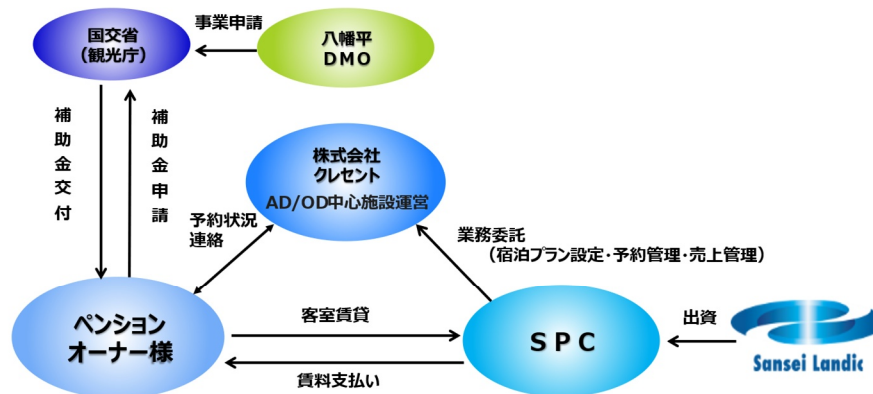 国交省
（観光庁）
事業申請
八幡平
DMO
補助金交付
補助金申請
株式会社
クレセント
AD/OD中心施設運営
予約状況
連絡
業務委託
（宿泊プラン設定・予約管理・売上管理）
ペンション
オーナー様
客室賃貸
賃料支払い
SPC
出資
Sansei Landic